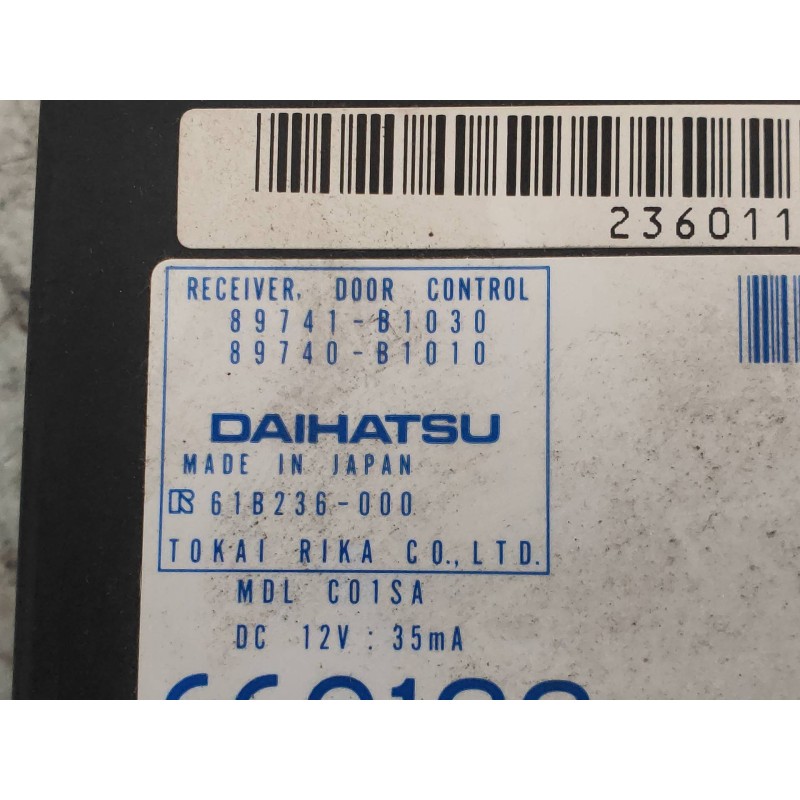 236011
RECEIVER, DOOR CONTROL
89741-B1030
89740-B1010
DAIHATSU
MADE IN JAPAN
61B236-000
TOKAI RIKA CO.,LTD.
MDL C01SA
DC 12V : 35mA